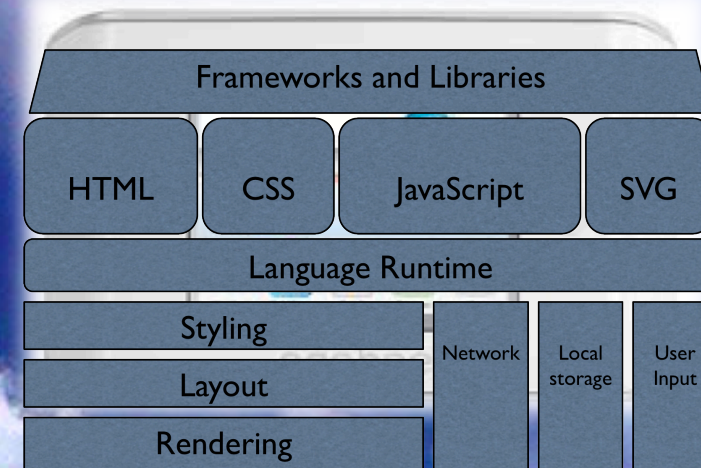 Frameworks and Libraries
HTML
CSS
JavaScript
SVG
Language Runtime
Styling
Layout
Rendering
Network
Local
storage
User
Input